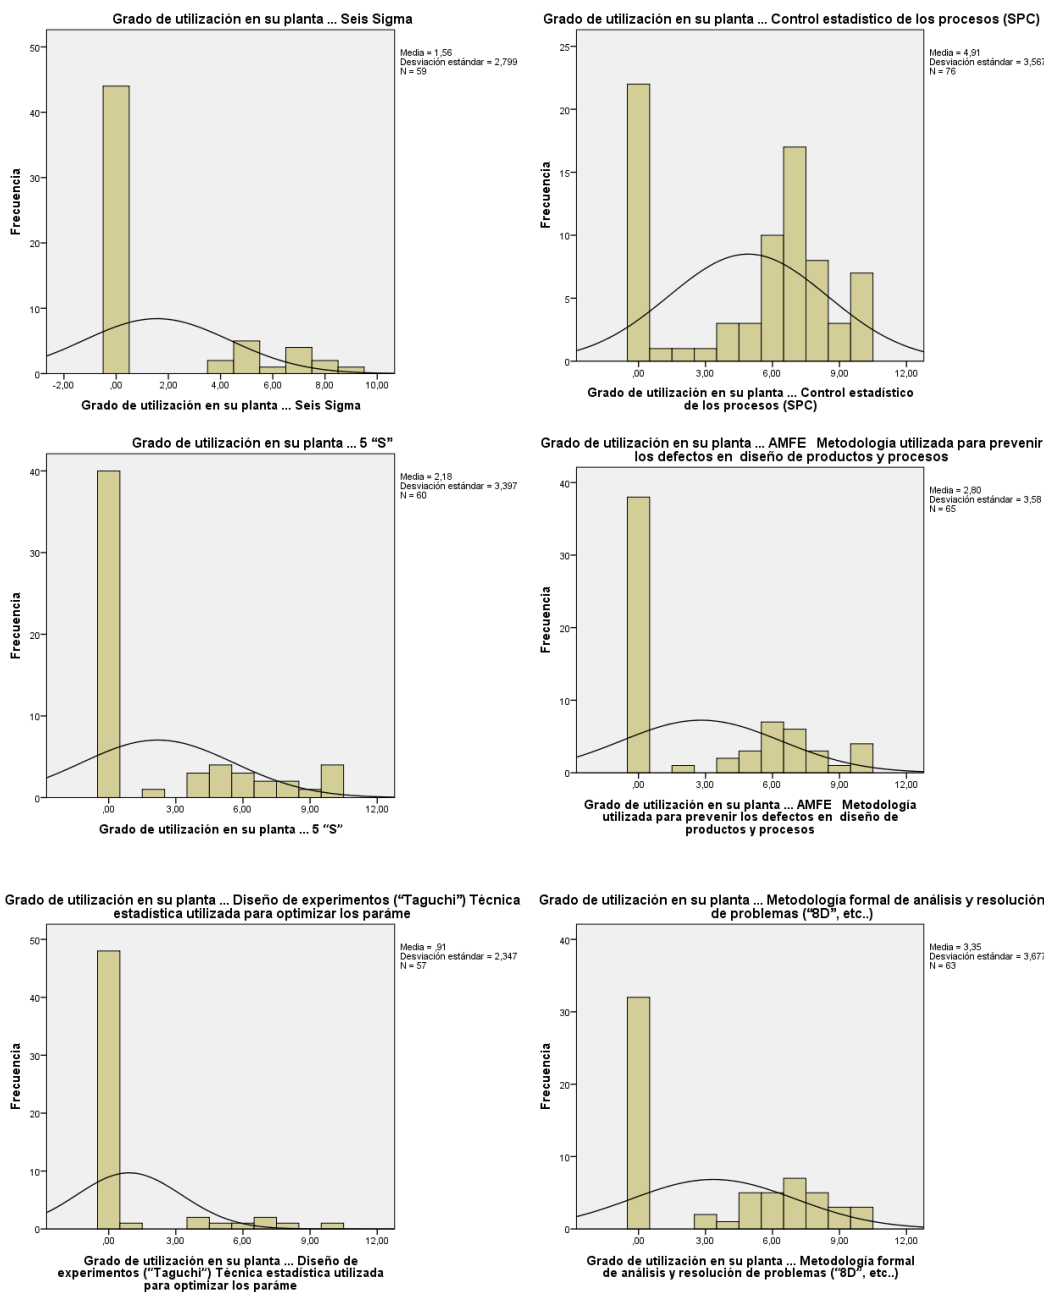 Grado de utilización en su planta ... Seis Sigma
Media = 1,56
Desviación estándar = 2,799
N = 59
Frecuencia
50
40
30
20
10
0
-2,00 ,00 2,00 4,00 6,00 8,00 10,00
Grado de utilización en su planta ... Seis Sigma
Grado de utilización en su planta ... Control estadístico de los procesos (SPC)
Media = 4,91
Desviación estándar = 3,567
N = 76
Frecuencia
25
20
15
10
5
0
,00 3,00 6,00 9,00 12,00
Grado de utilización en su planta ... Control estadístico
de los procesos (SPC)
Grado de utilización en su planta ... 5 “S”
Media = 2,18
Desviación estándar = 3,397
N = 60
Frecuencia
40
30
20
10
0
,00 3,00 6,00 9,00 12,00
Grado de utilización en su planta ... 5 “S”
Grado de utilización en su planta ... AMFE Metodología utilizada para prevenir
los defectos en diseño de productos y procesos
Media = 2,80
Desviación estándar = 3,58
N = 65
Frecuencia
40
30
20
10
0
,00 3,00 6,00 9,00 12,00
Grado de utilización en su planta ... AMFE Metodología
utilizada para prevenir los defectos en diseño de
productos y procesos
Grado de utilización en su planta ... Diseño de experimentos (“Taguchi”) Técnica
estadística utilizada para optimizar los paráme
Media = ,91
Desviación estándar = 2,347
N = 57
Frecuencia
50
40
30
20
10
0
,00 3,00 6,00 9,00 12,00
Grado de utilización en su planta ... Diseño de
experimentos (“Taguchi”) Técnica estadística utilizada
para optimizar los paráme
Grado de utilización en su planta ... Metodología formal de análisis y resolución
de problemas (“8D”, etc..)
Media = 3,35
Desviación estándar = 3,677
N = 63
Frecuencia
40
30
20
10
0
,00 3,00 6,00 9,00 12,00
Grado de utilización en su planta ... Metodología formal
de análisis y resolución de problemas (“8D”, etc..)